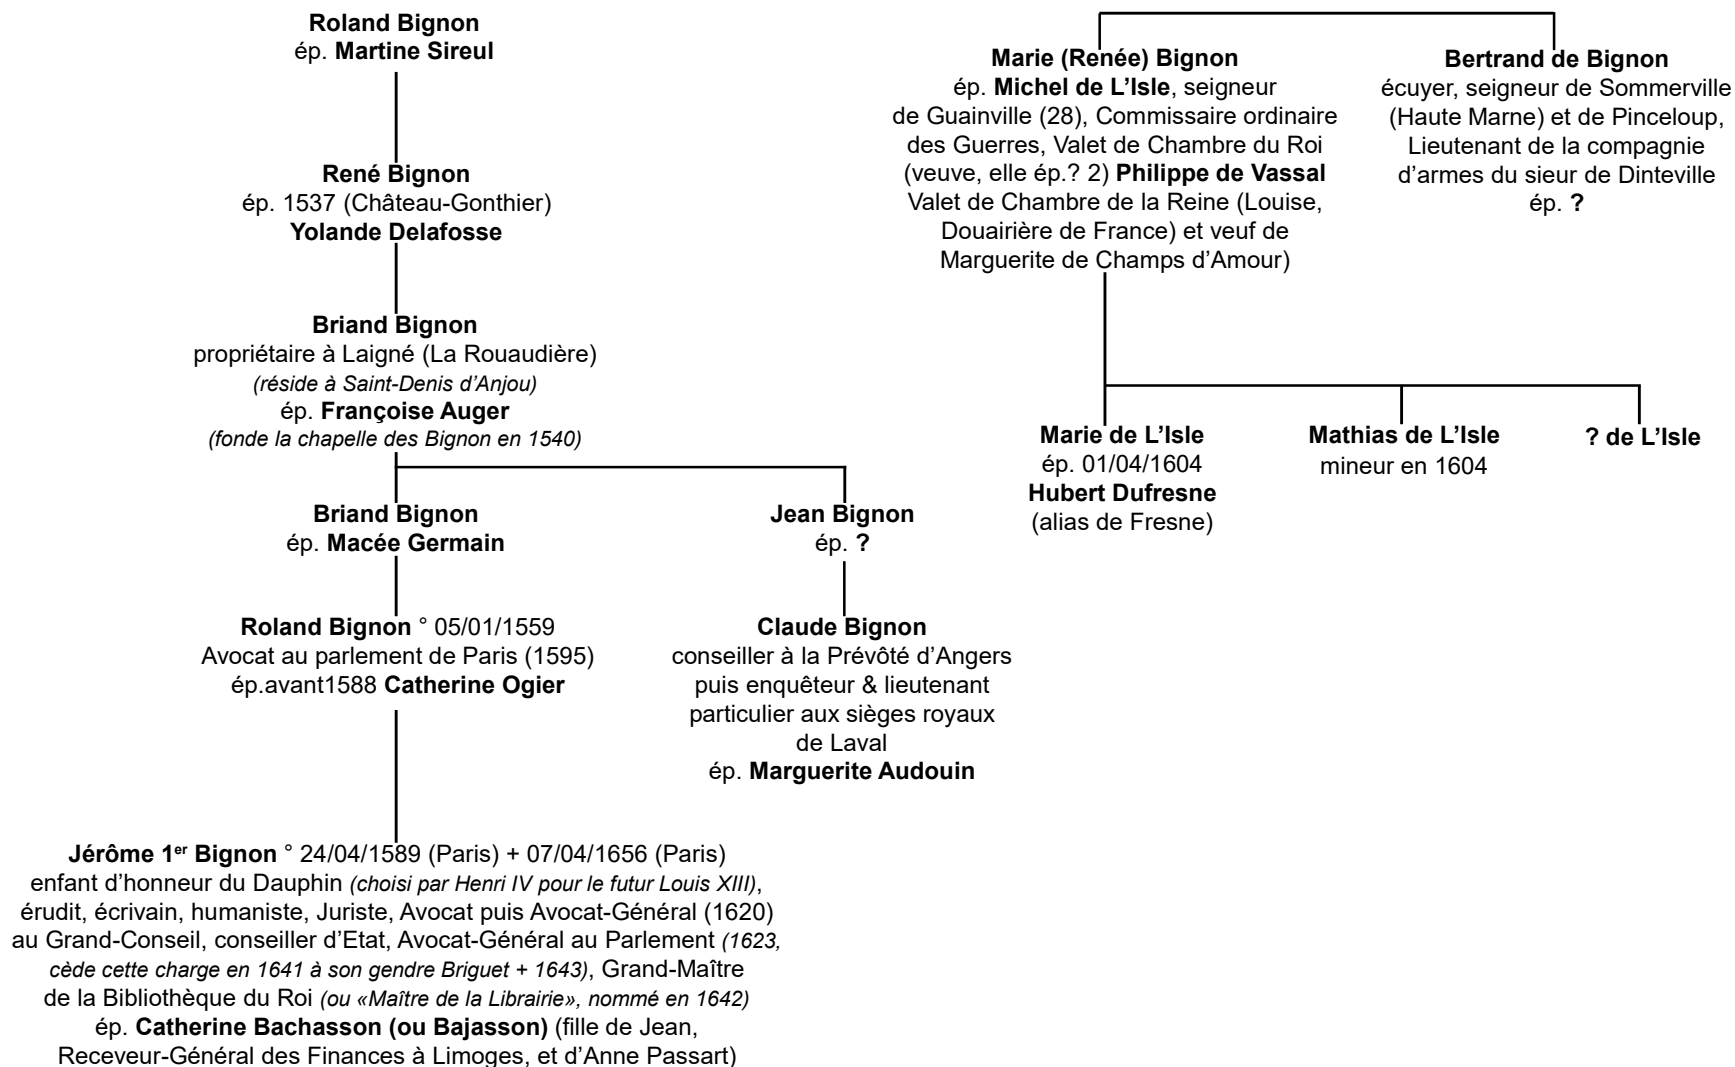 Roland Bignon
ép. Martine Sireul
René Bignon
ép. 1537 (Château-Gonthier)
Yolande Delafosse
Briand Bignon
propriétaire à Laigné (La Rouaudière)
(réside à Saint-Denis d’Anjou)
ép. Françoise Auger
(fonde la chapelle des Bignon en 1540)
Briand Bignon
ép. Macée Germain
Jean Bignon
ép. ?
Roland Bignon ° 05/01/1559
Avocat au parlement de Paris (1595)
ép.avant1588 Catherine Ogier
Claude Bignon
conseiller à la Prévôté d’Angers
puis enquêteur & lieutenant
particulier aux sièges royaux
de Laval
ép. Marguerite Audouin
Jérôme 1er Bignon ° 24/04/1589 (Paris) + 07/04/1656 (Paris)
enfant d’honneur du Dauphin (choisi par Henri IV pour le futur Louis XIII),
érudit, écrivain, humaniste, Juriste, Avocat puis Avocat-Général (1620)
au Grand-Conseil, conseiller d’Etat, Avocat-Général au Parlement (1623,
cède cette charge en 1641 à son gendre Briguet + 1643), Grand-Maître
de la Bibliothèque du Roi (ou «Maître de la Librairie», nommé en 1642)
ép. Catherine Bachasson (ou Bajasson) (fille de Jean,
Receveur-Général des Finances à Limoges, et d’Anne Passart)
Marie (Renée) Bignon
ép. Michel de L’Isle, seigneur
de Guainville (28), Commissaire ordinaire
des Guerres, Valet de Chambre du Roi
(veuve, elle ép.? 2) Philippe de Vassal
Valet de Chambre de la Reine (Louise,
Douairière de France) et veuf de
Marguerite de Champs d’Amour)
Bertrand de Bignon
écuyer, seigneur de Sommerville
(Haute Marne) et de Pinceloup,
Lieutenant de la compagnie
d’armes du sieur de Dinteville
ép. ?
Marie de L’Isle
ép. 01/04/1604
Hubert Dufresne
(alias de Fresne)
Mathias de L’Isle
mineur en 1604
? de L’Isle